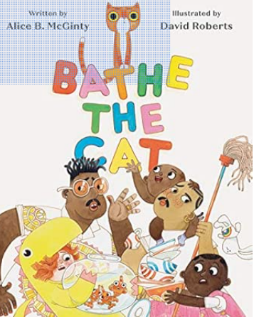 Written by
Alice B. McGinty
Illustrated by
David Roberts
BATHE
THE
CAT